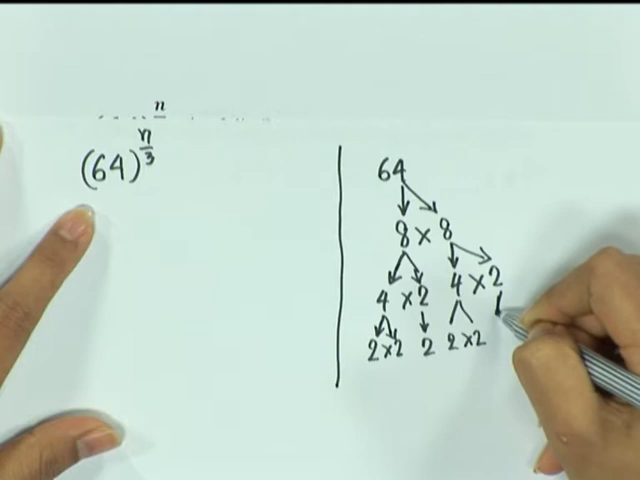 n
(64)^(n/3)
64
8 × 8
4 × 2 4 × 2
2 × 2 2 2 × 2